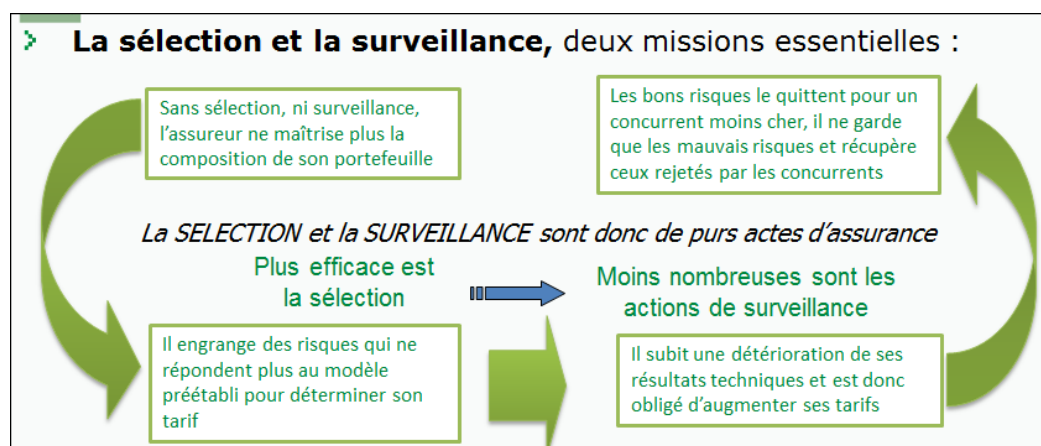 La sélection et la surveillance, deux missions essentielles :
Sans sélection, ni surveillance,
l'assureur ne maîtrise plus la
composition de son portefeuille
Les bons risques le quittent pour un
concurrent moins cher, il ne garde
que les mauvais risques et récupère
ceux rejetés par les concurrents
La SELECTION et la SURVEILLANCE sont donc de purs actes d'assurance
Plus efficace est
la sélection
Moins nombreuses sont les
actions de surveillance
Il engrange des risques qui ne
répondent plus au modèle
préétabli pour déterminer son
tarif
Il subit une détérioration de ses
résultats techniques et est donc
obligé d'augmenter ses tarifs